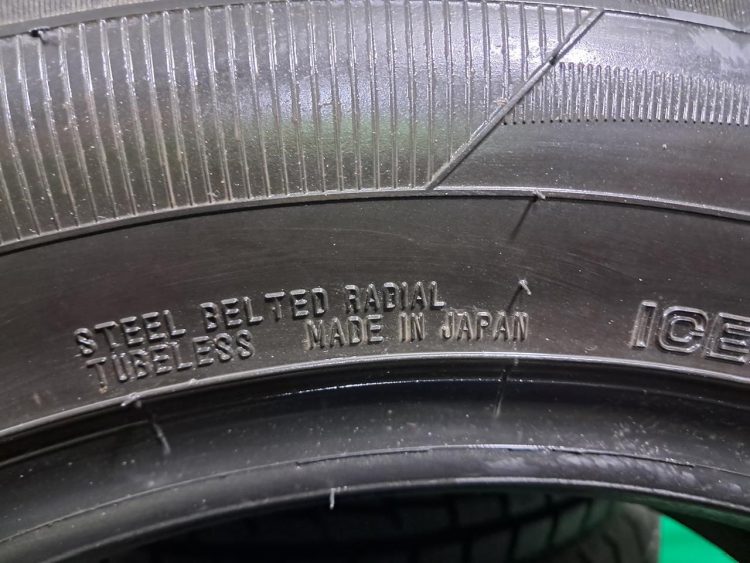 STEEL BELTED RADIAL
TUBELESS MADE IN JAPAN
ICE